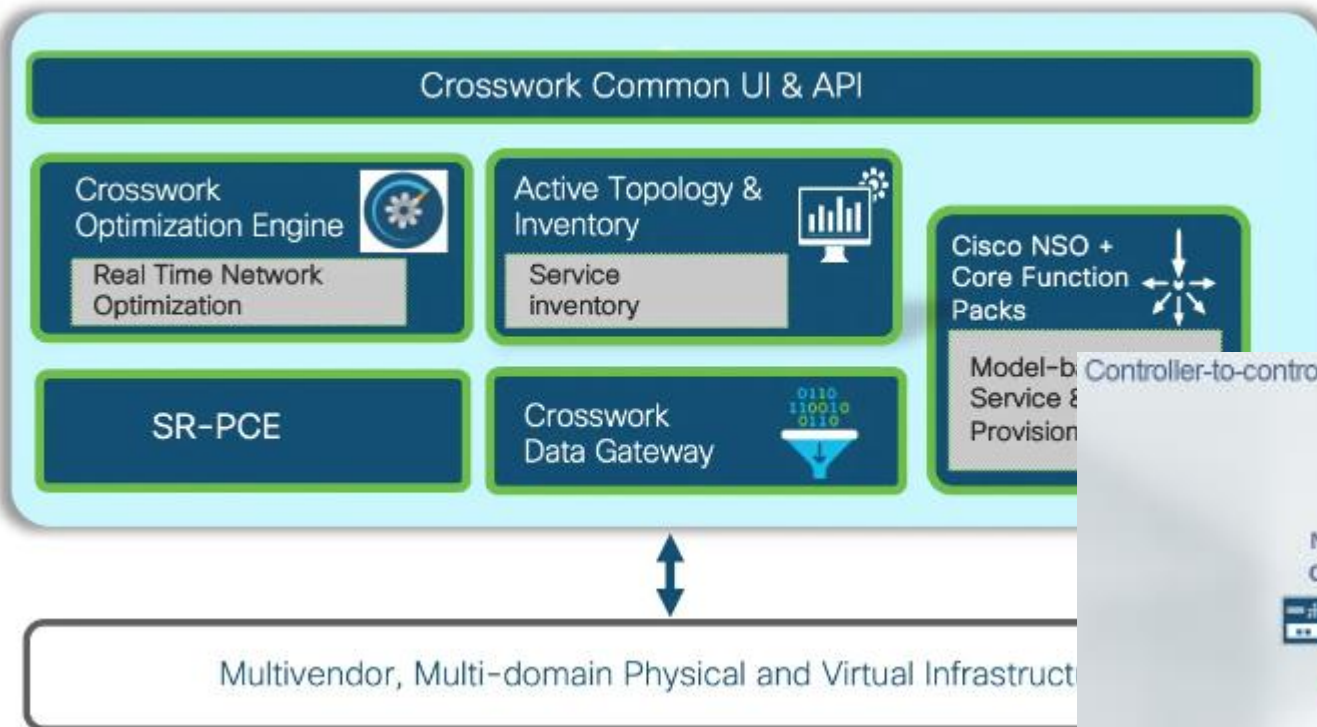 Crosswork Common UI & API
Crosswork
Optimization Engine
Real Time Network
Optimization
Active Topology &
Inventory
Service
inventory
Cisco NSO +
Core Function
Packs
Model-b
Service &
Provision
Controller-to-contro
SR-PCE
Crosswork
Data Gateway
0110
110010
0110
Multivendor, Multi-domain Physical and Virtual Infrastruct